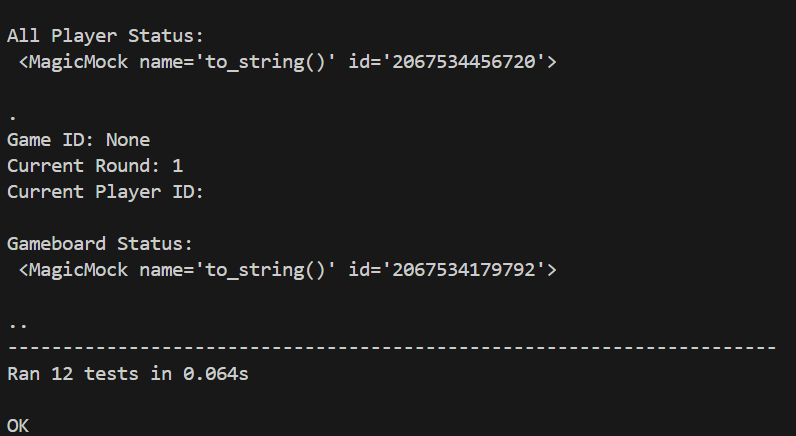 All Player Status:
<MagicMock name='to_string()' id='2067534456720'>
.
Game ID: None
Current Round: 1
Current Player ID:
Gameboard Status:
<MagicMock name='to_string()' id='2067534179792'>
..
----------------------------------------------------------------------
Ran 12 tests in 0.064s
OK